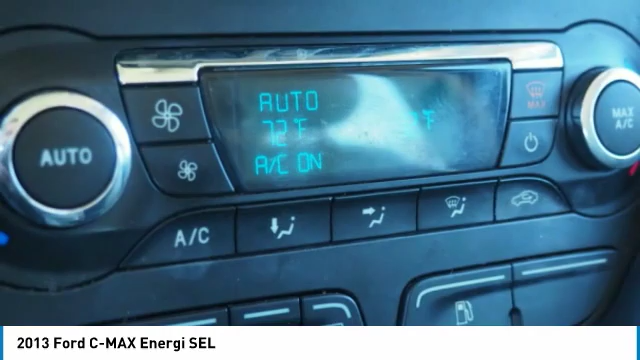 AUTO
72°F
°F
A/C ON
MAX
AUTO
MAX
A/C
A/C
2013 Ford C-MAX Energi SEL